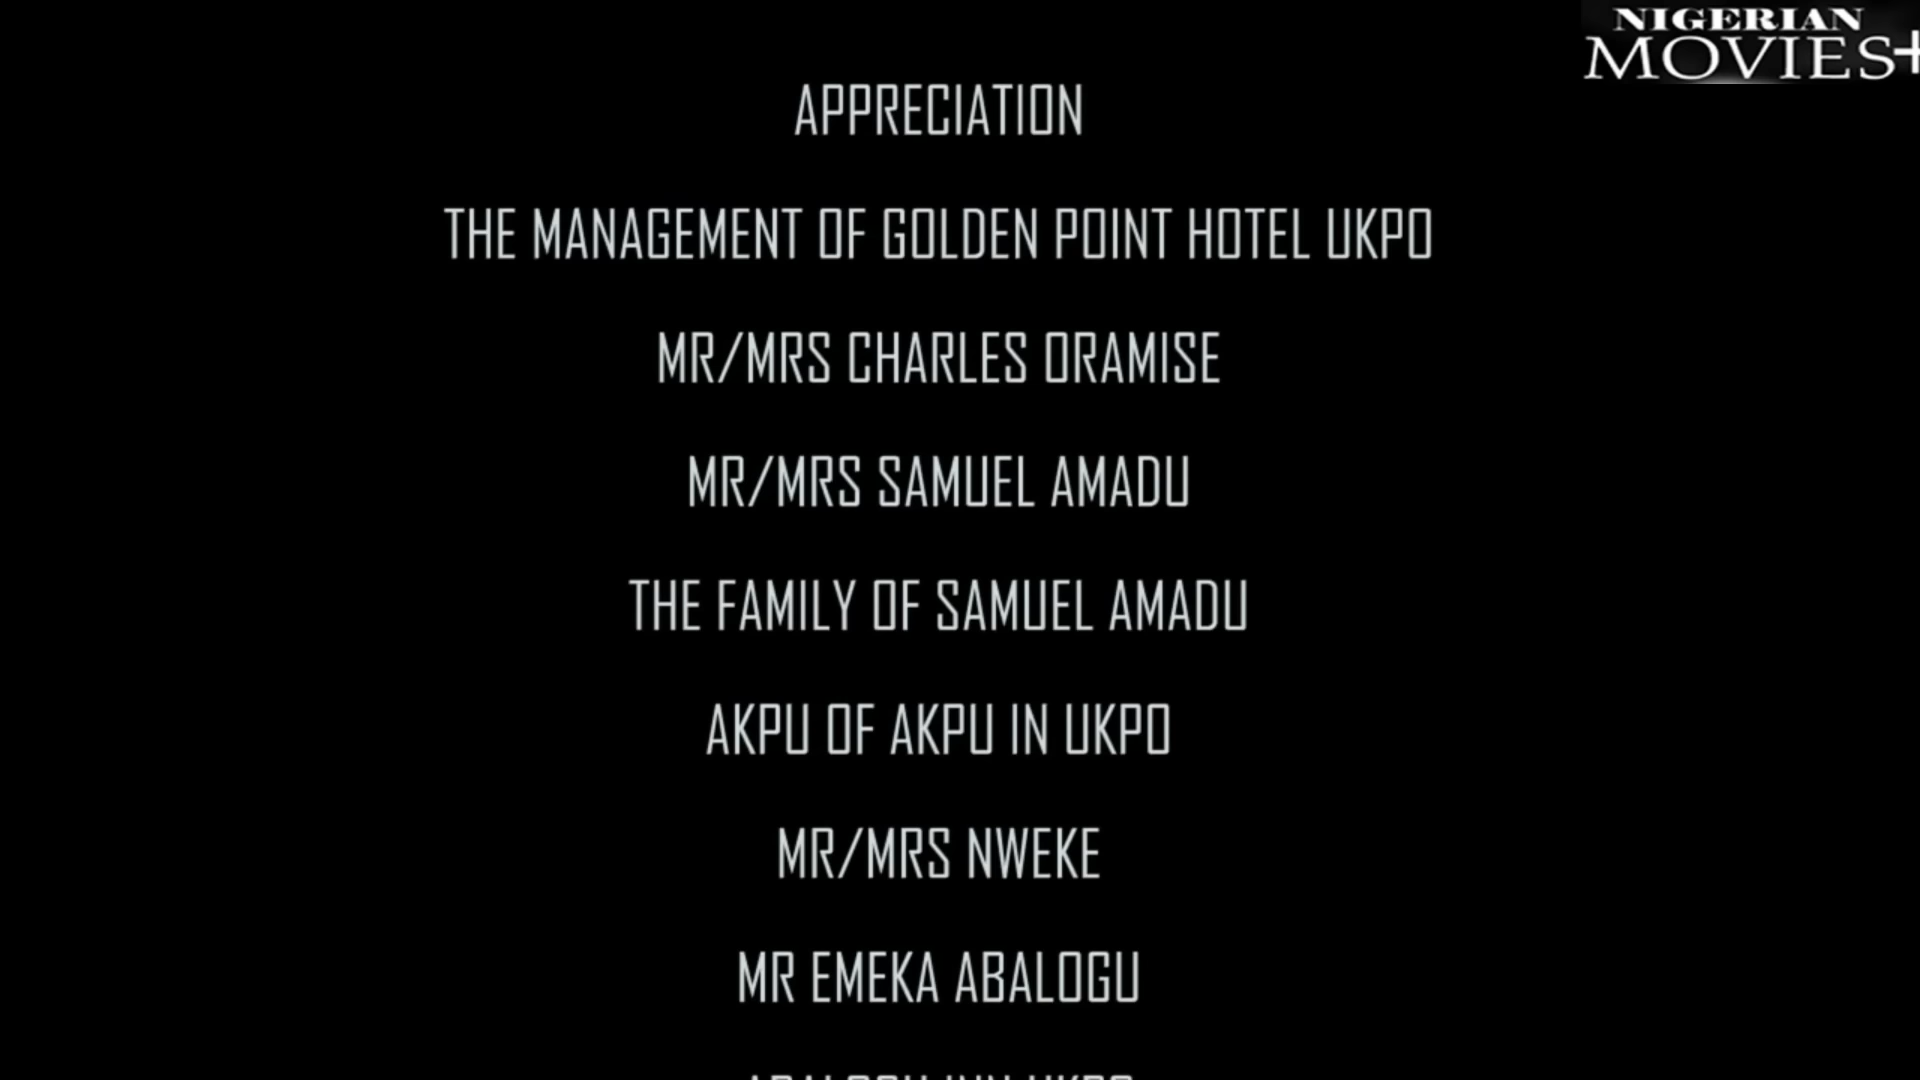 NIGERIAN
MOVIES+
APPRECIATION
THE MANAGEMENT OF GOLDEN POINT HOTEL UKPO
MR/MRS CHARLES ORAMISE
MR/MRS SAMUEL AMADU
THE FAMILY OF SAMUEL AMADU
AKPU OF AKPU IN UKPO
MR/MRS NWEKE
MR EMEKA ABALOGU